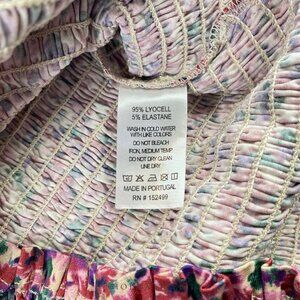 95% LYOCELL
5% ELASTANE
WASH IN COLD WATER
WITH LIKE COLORS
DO NOT BLEACH
IRON, MEDIUM TEMP
DO NOT DRY CLEAN
LINE DRY
MADE IN PORTUGAL
RN # 152499